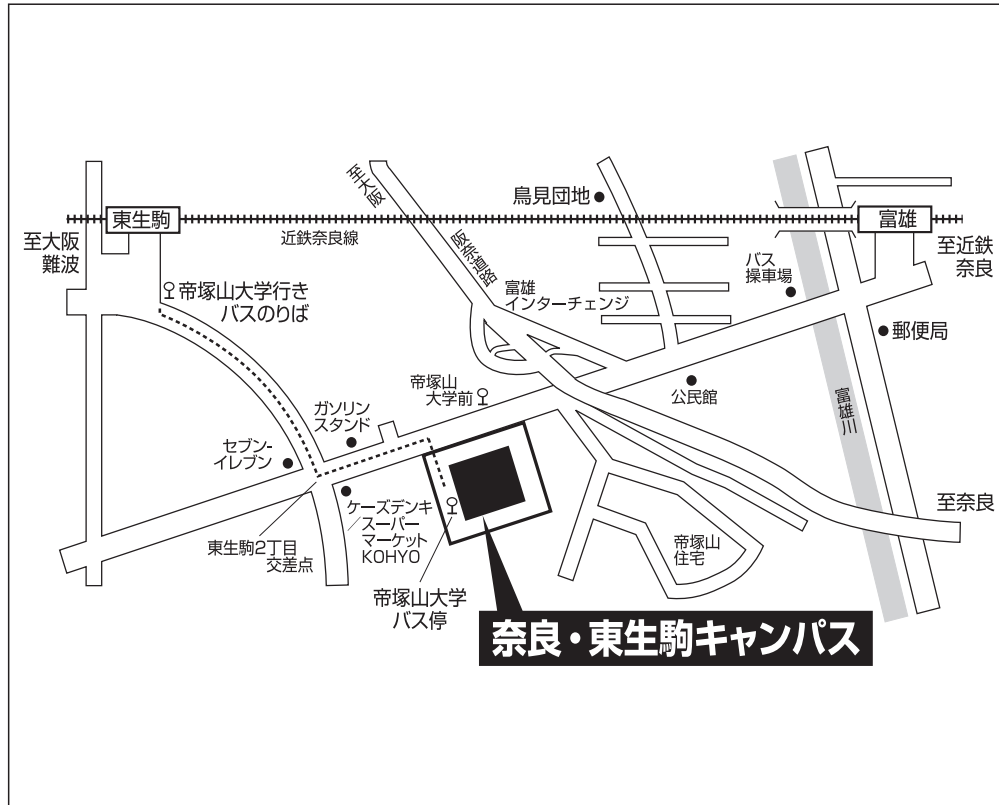 至大阪
鳥見団地
東生駒
富雄
至大阪
難波
近鉄奈良線
阪奈道路
至近鉄
奈良
バス
操車場
帝塚山大学行き
バスのりば
富雄
インターチェンジ
郵便局
帝塚山
大学前
公民館
富雄川
ガソリン
スタンド
セブン-
イレブン
ケーズデンキ
スーパー
マーケット
KOHYO
至奈良
東生駒2丁目
交差点
帝塚山
住宅
帝塚山大学
バス停
奈良・東生駒キャンパス